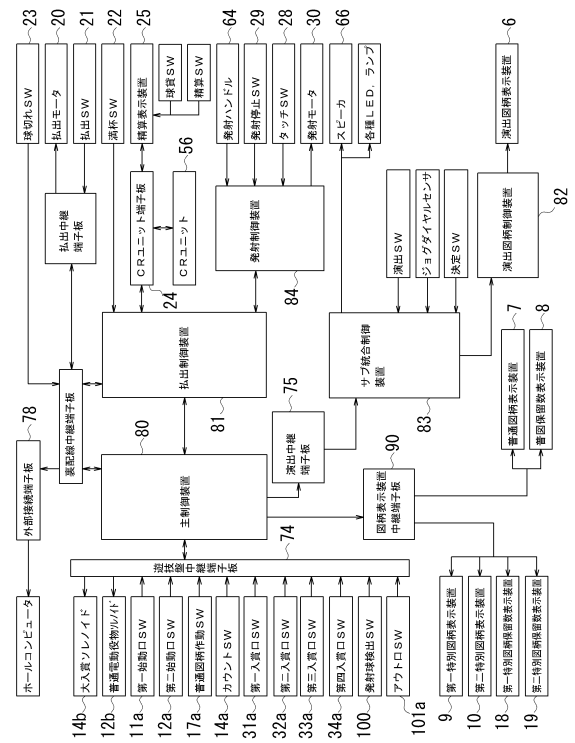 ホールコンピュータ
外部接続端子板
78
大入賞ソレノイド
14b
普通電動役物ソレノイド
12b
第一始動口SW
11a
第二始動口SW
12a
普通図柄作動SW
17a
カウントSW
14a
第一入賞口SW
31a
第二入賞口SW
32a
第三入賞口SW
33a
第四入賞口SW
34a
発射球検出SW
100
アウトロSW
101a
遊技盤中継端子板
74
主制御装置
80
裏配線中継端子板
払出制御装置
81
払出中継
端子板
球切れSW
23
払出モータ
20
払出SW
21
満杯SW
22
精算表示装置
25
球貸SW
精算SW
CRユニット端子板
24
CRユニット
56
発射制御装置
84
発射ハンドル
64
発射停止SW
29
タッチSW
28
発射モータ
30
スピーカ
66
各種LED,ランプ
演出中継
端子板
75
サブ統合制御
装置
83
演出SW
ジョグダイヤルセンサ
決定SW
演出図柄制御装置
82
演出図柄表示装置
6
図柄表示装置
中継端子板
90
普通図柄表示装置
7
普図保留数表示装置
8
第一特別図柄表示装置
9
第二特別図柄表示装置
10
第一特別図柄保留数表示装置
18
第二特別図柄保留数表示装置
19